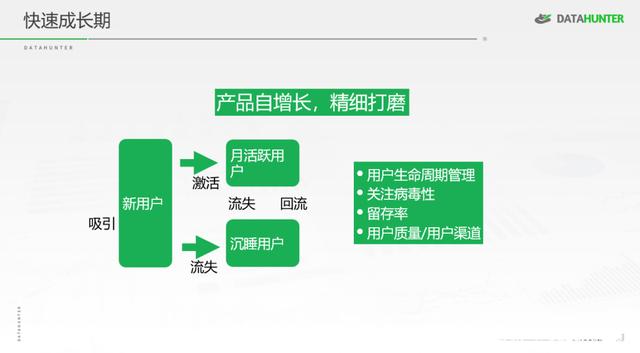 快速成长期
DATAHUNTER
DATAHUNTER
产品自增长，精细打磨
吸引
新用户
激活
流失
月活跃用
户
流失 回流
沉睡用户
• 用户生命周期管理
• 关注病毒性
• 留存率
• 用户质量/用户渠道
DATAHUNTER